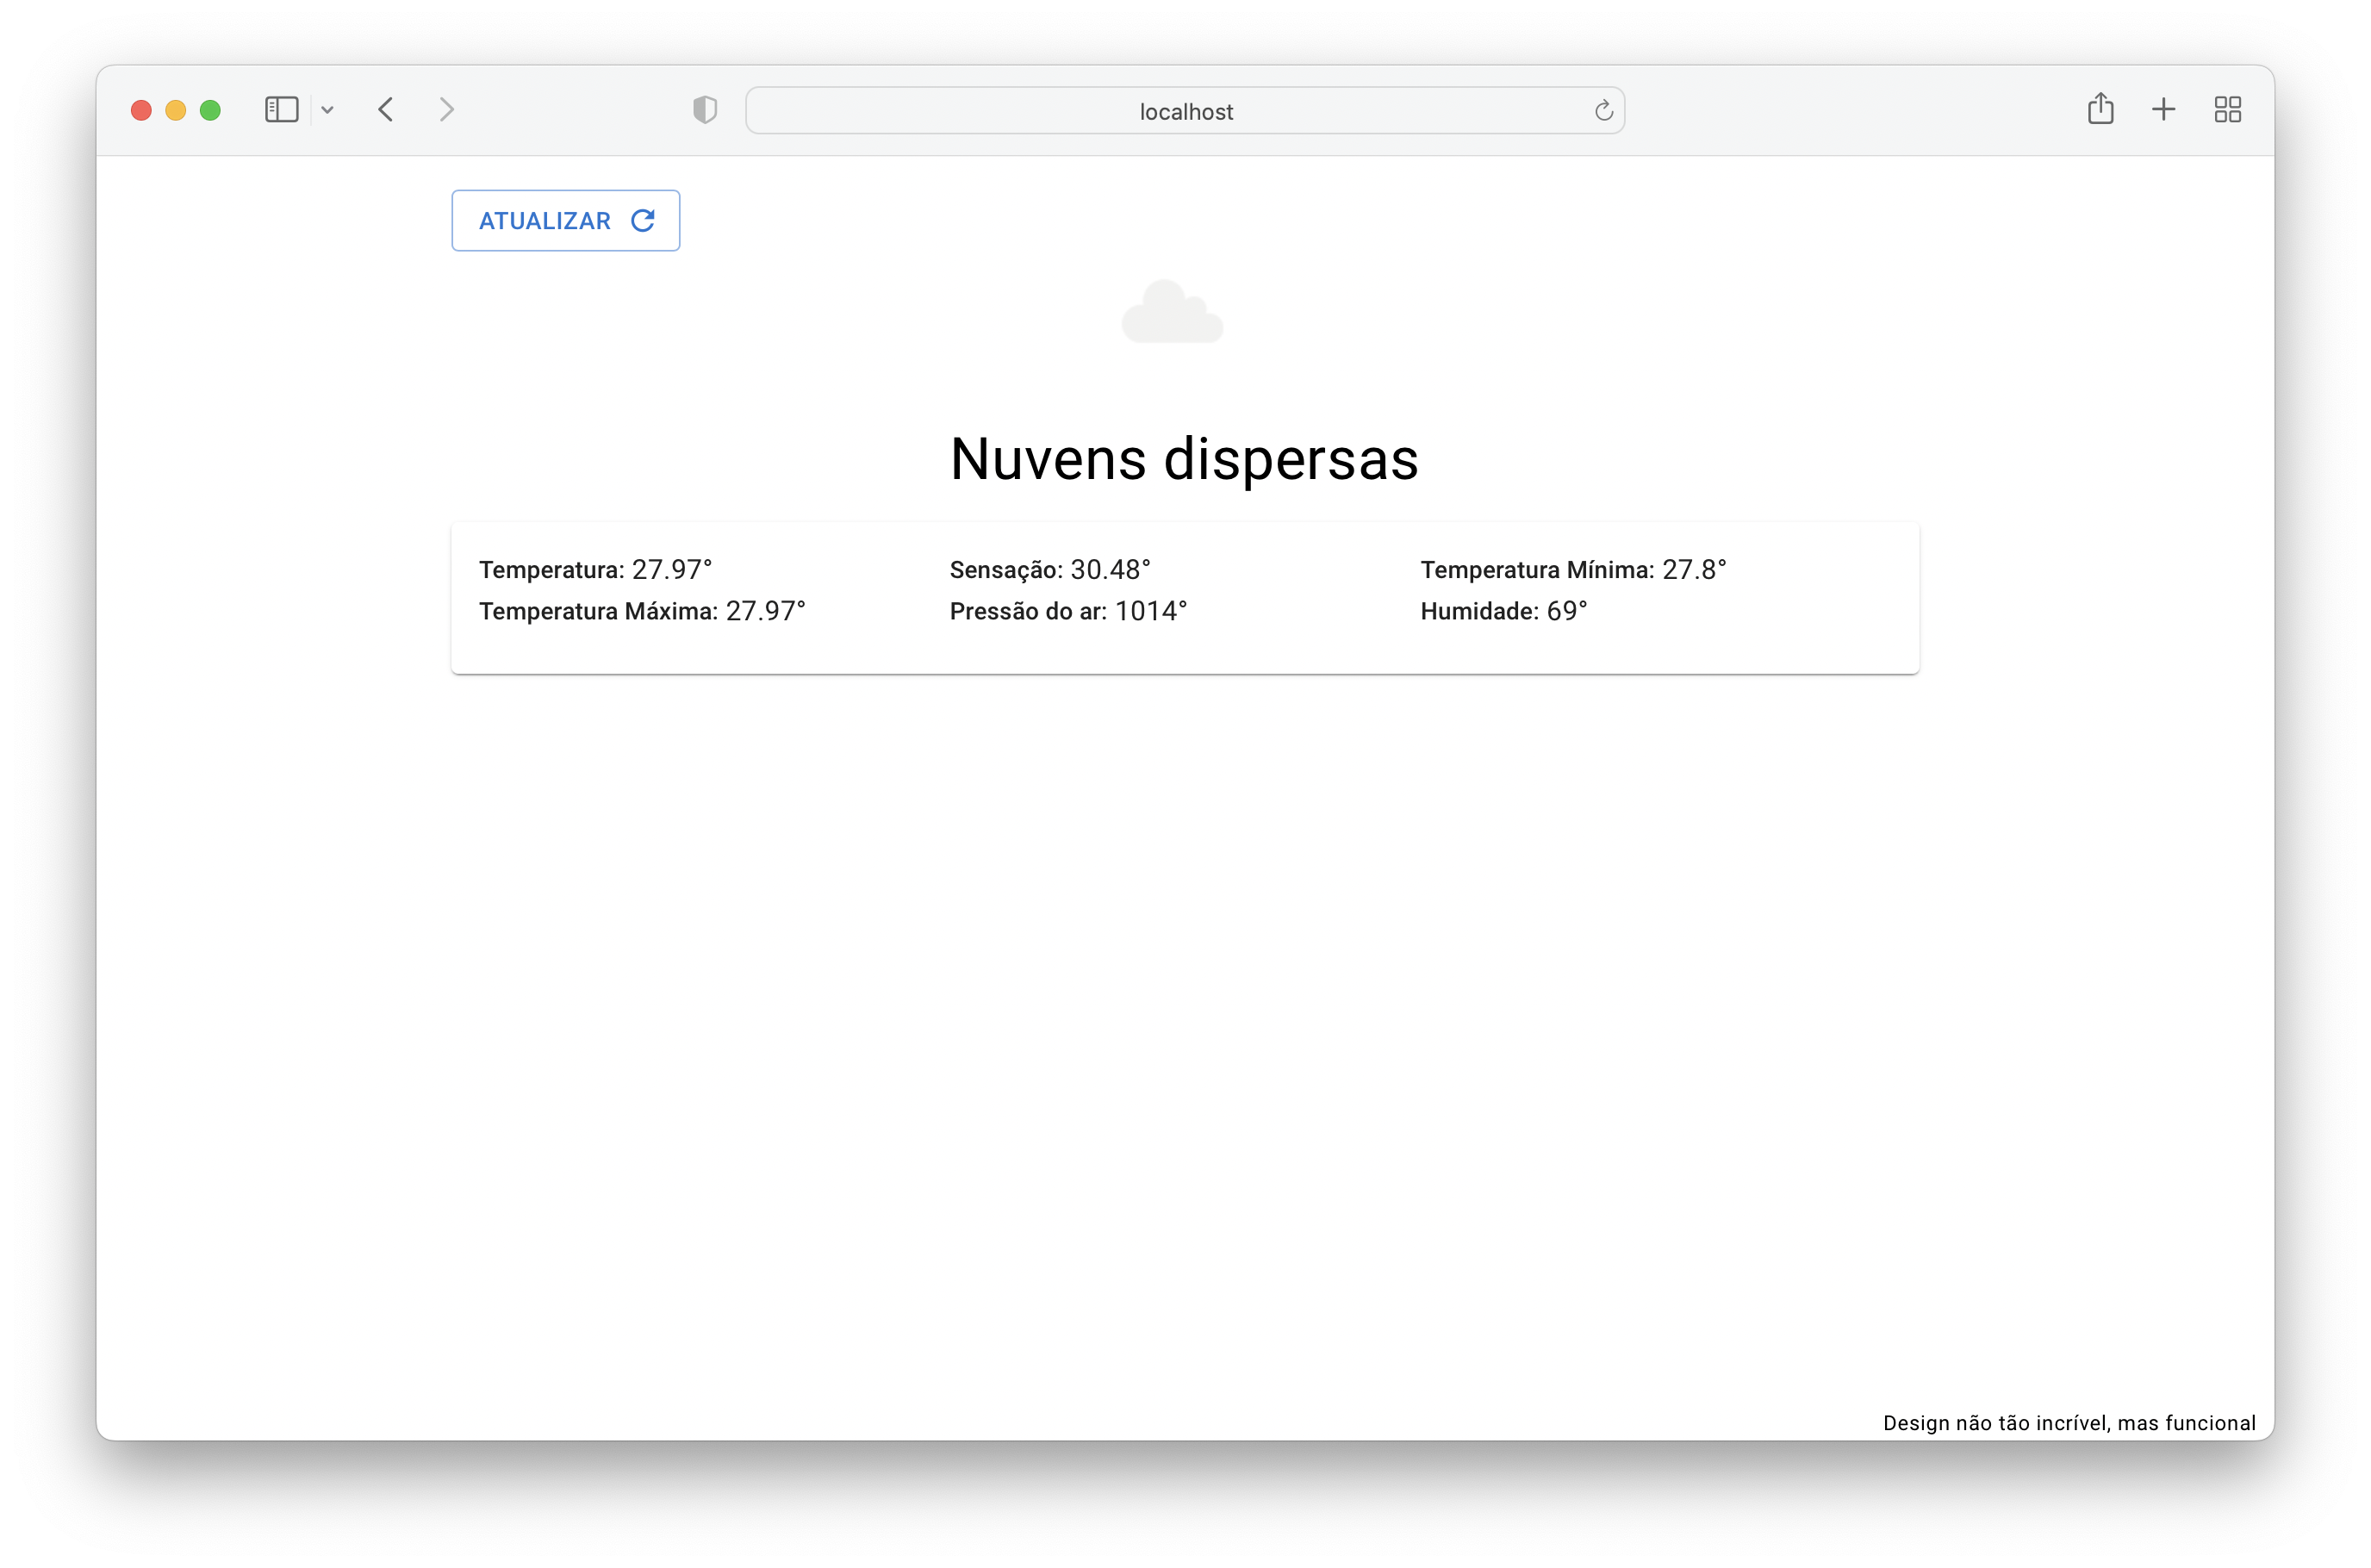 localhost
ATUALIZAR
Nuvens dispersas
Temperatura: 27.97° Sensação: 30.48° Temperatura Mínima: 27.8°
Temperatura Máxima: 27.97° Pressão do ar: 1014° Humidade: 69°
Design não tão incrível, mas funcional